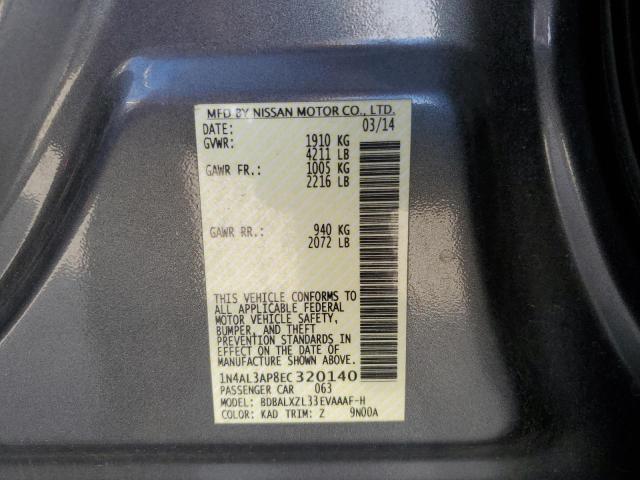 MFD BY NISSAN MOTOR CO., LTD.
DATE: 03/14
GVWR: 1910 KG
4211 LB
GAWR FR.: 1005 KG
2216 LB
GAWR RR.: 940 KG
2072 LB
THIS VEHICLE CONFORMS TO
ALL APPLICABLE FEDERAL
MOTOR VEHICLE SAFETY,
BUMPER, AND THEFT
PREVENTION STANDARDS
IN EFFECT ON THE DATE OF
MANUFACTURE SHOWN ABOVE.
1N4AL3AP8EC320140
PASSENGER CAR 063
MODEL: BDBALXZL33EVAAAF-H
COLOR: KAD TRIM: Z 9N00A